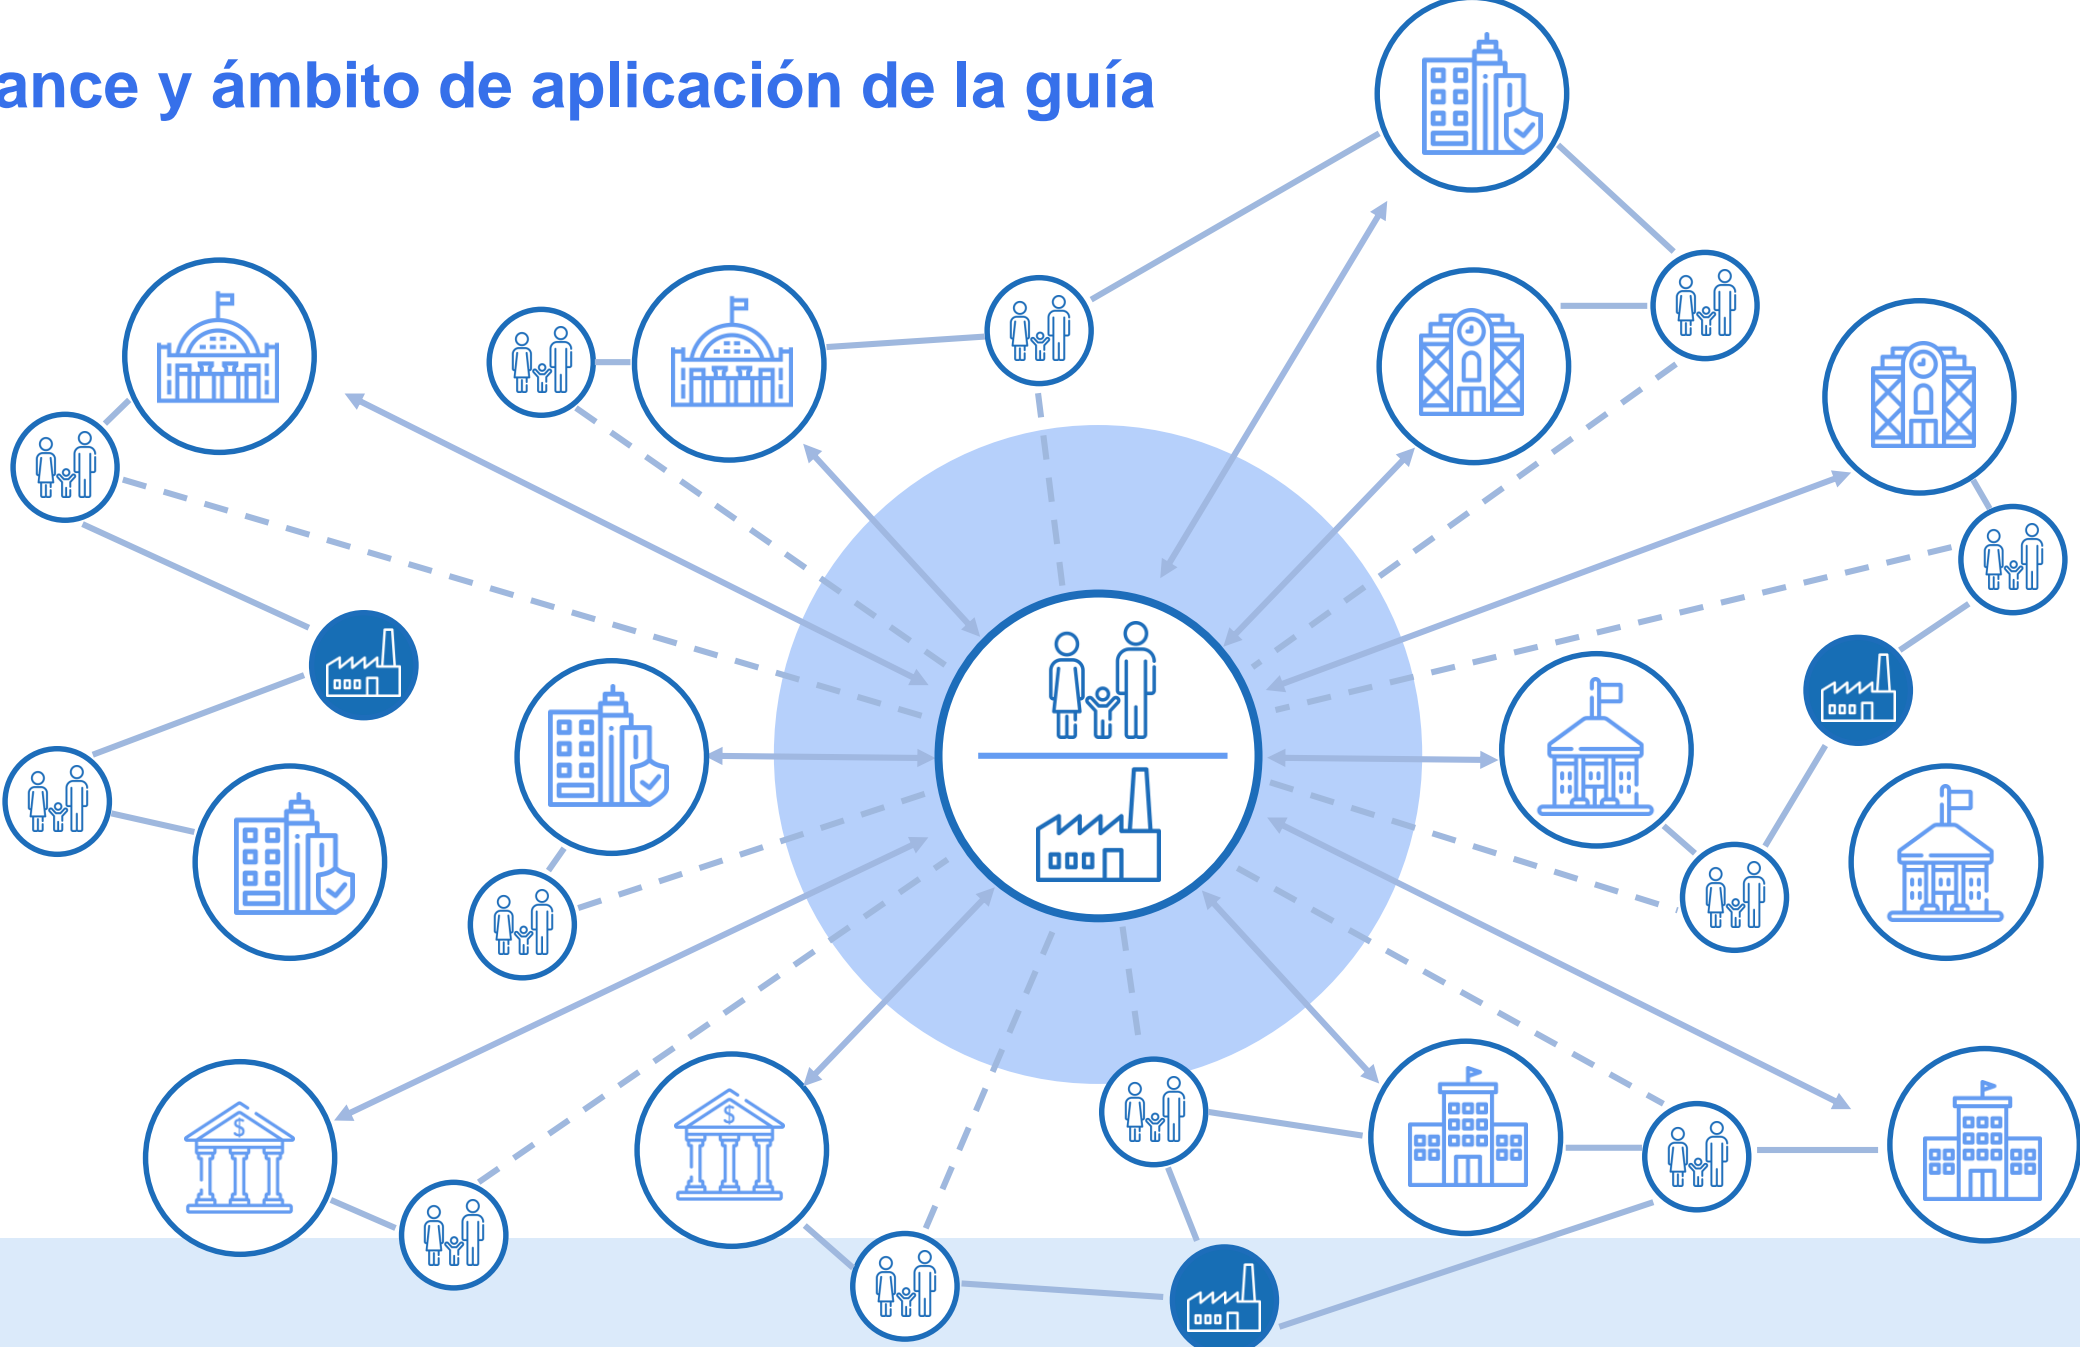 ance y ámbito de aplicación de la guía
$
$